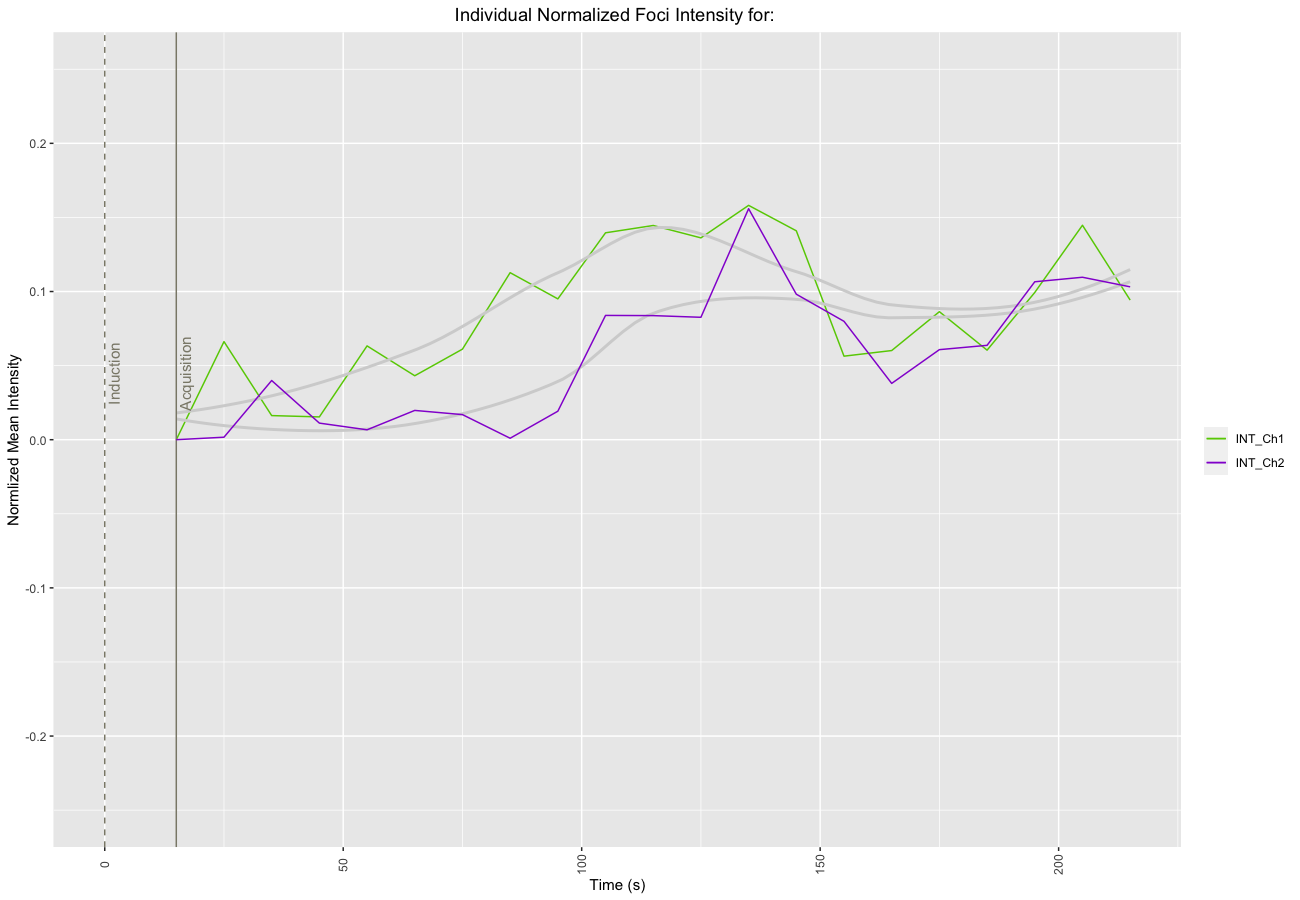 Individual Normalized Foci Intensity for:
Normlized Mean Intensity
0.2
0.1
0.0
-0.1
-0.2
Induction
Acquisition
0
50
100
150
200
Time (s)
INT_Ch1
INT_Ch2